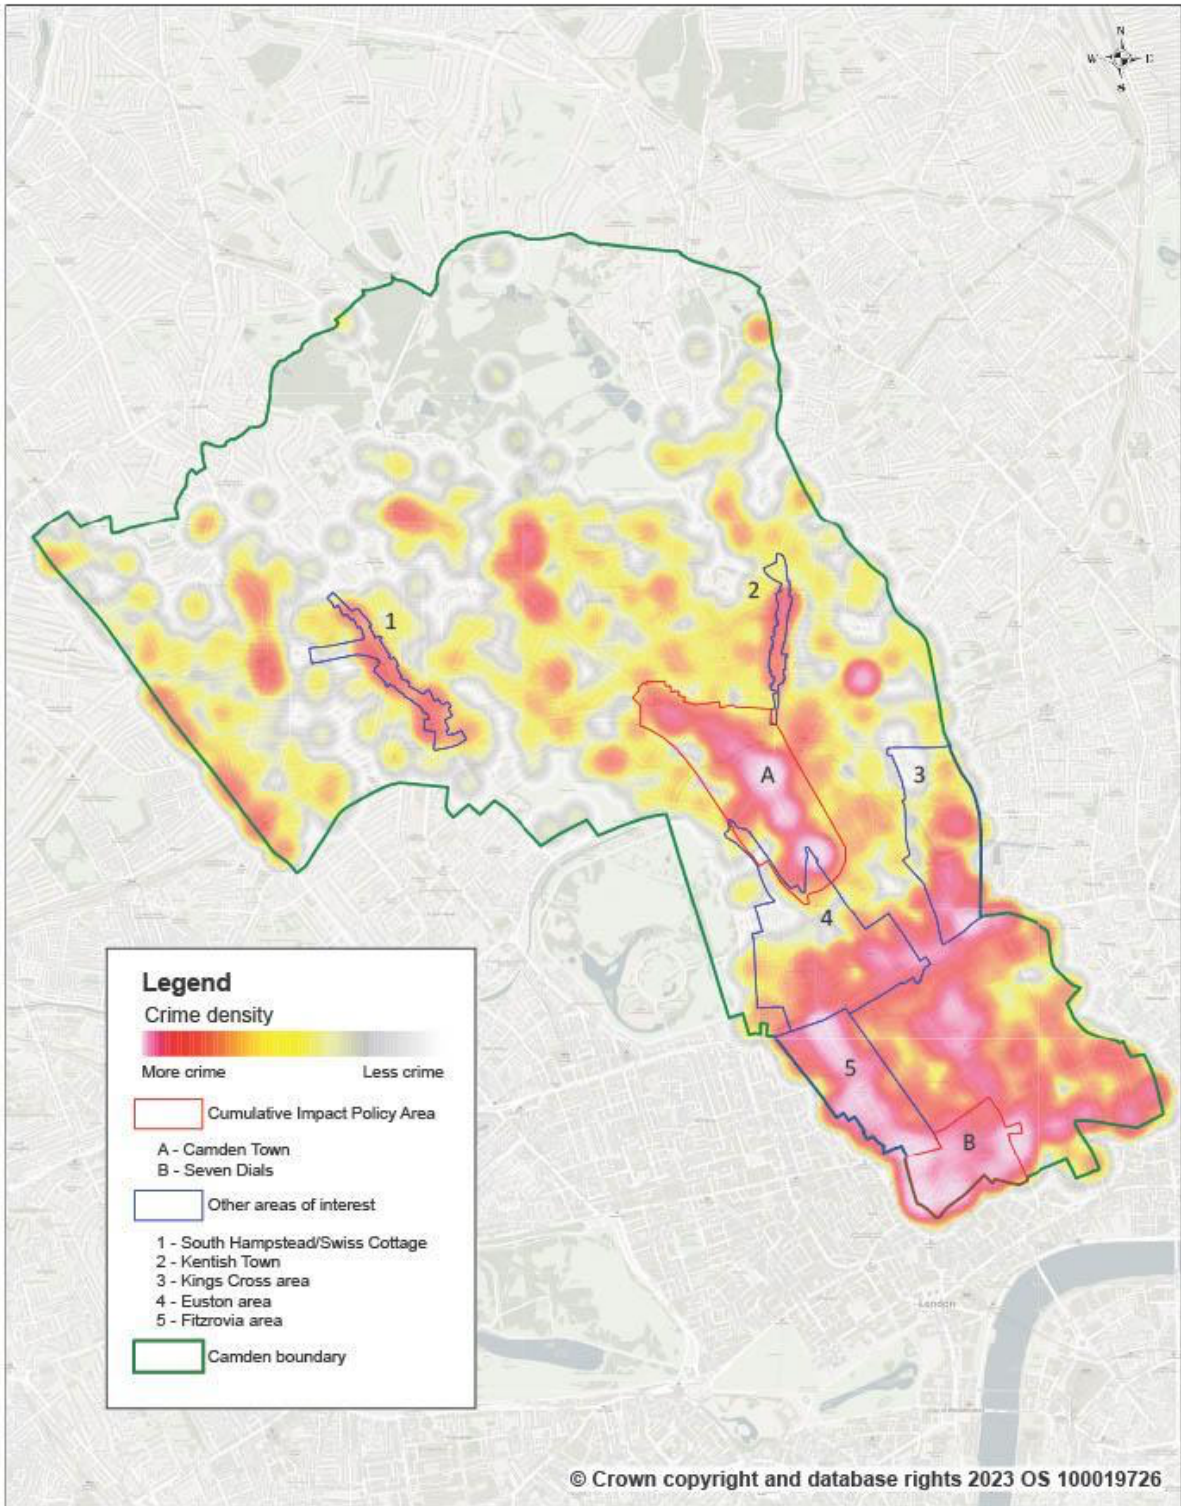 N
W E
S
1
2
3
A
4
5
B
Legend
Crime density
More crime Less crime
Cumulative Impact Policy Area
A - Camden Town
B - Seven Dials
Other areas of interest
1 - South Hampstead/Swiss Cottage
2 - Kentish Town
3 - Kings Cross area
4 - Euston area
5 - Fitzrovia area
Camden boundary
London
© Crown copyright and database rights 2023 OS 100019726